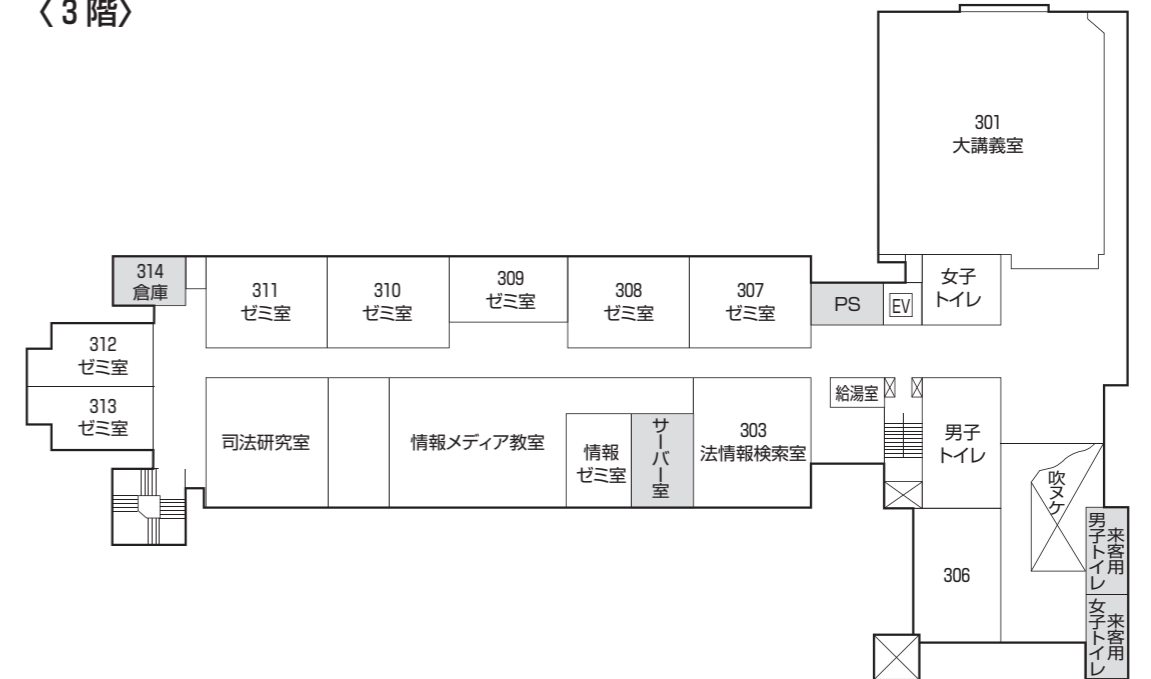 〈3階〉
301
大講義室
314
倉庫
311
ゼミ室
310
ゼミ室
309
ゼミ室
308
ゼミ室
307
ゼミ室
PS
EV
女子
トイレ
312
ゼミ室
313
ゼミ室
司法研究室
情報メディア教室
情報
ゼミ室
サーバー室
303
法情報検索室
給湯室
男子
トイレ
吹ヌケ
306
来客用
男子トイレ
来客用
女子トイレ